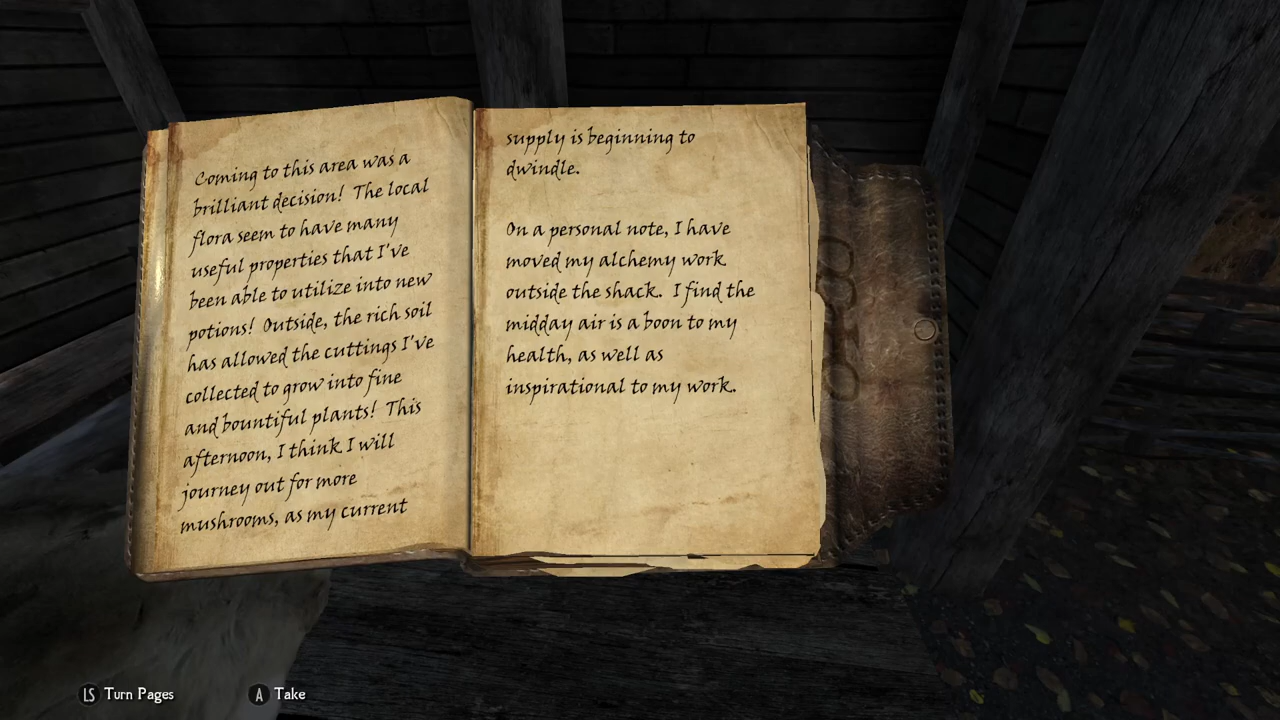 Coming to this area was a
brilliant decision! The local
flora seem to have many
useful properties that I've
been able to utilize into new
potions! Outside, the rich soil
has allowed the cuttings I've
collected to grow into fine
and bountiful plants! This
afternoon, I think I will
journey out for more
mushrooms, as my current
supply is beginning to
dwindle.
On a personal note, I have
moved my alchemy work
outside the shack. I find the
midday air is a boon to my
health, as well as
inspirational to my work.
LS Turn Pages
A Take